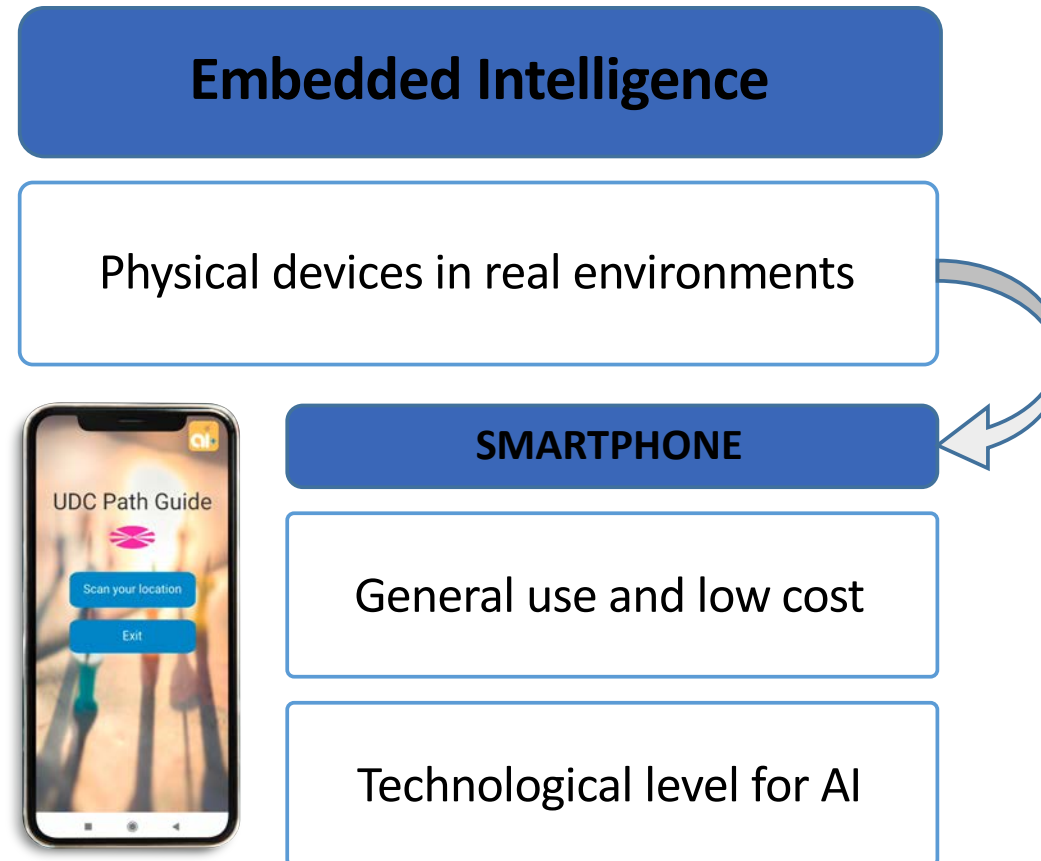 Embedded Intelligence
Physical devices in real environments
SMARTPHONE
ai
UDC Path Guide
Scan your location
Exit
General use and low cost
Technological level for AI